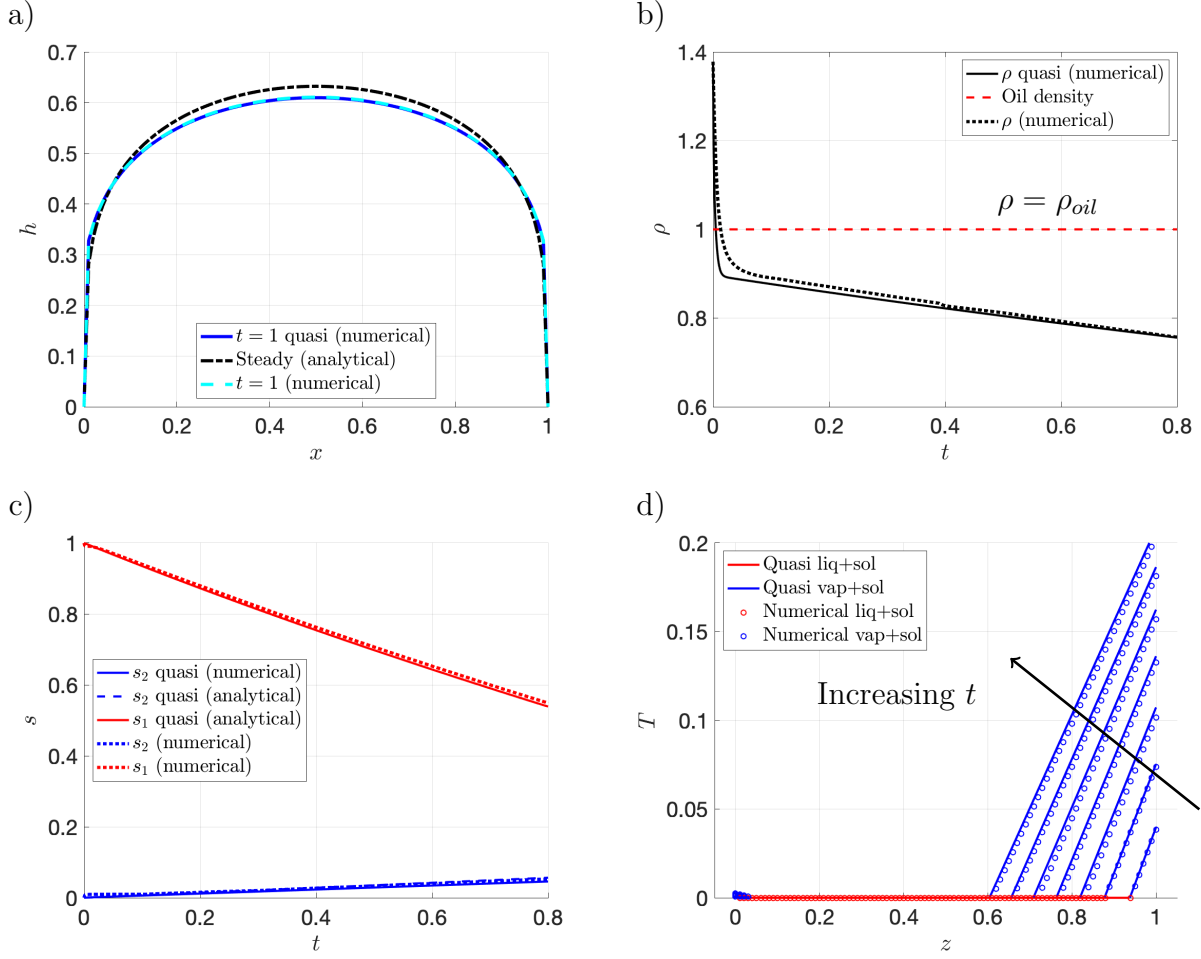 a)
0.7
0.6
0.5
0.4
0.3
0.2
0.1
0
h
t = 1 quasi (numerical)
Steady (analytical)
t = 1 (numerical)
0 0.2 0.4 0.6 0.8 1
x
b)
1.4
1.2
1
0.8
0.6
ρ
ρ quasi (numerical)
Oil density
ρ (numerical)
ρ = ρoil
0 0.2 0.4 0.6 0.8
t
c)
1
0.8
0.6
0.4
0.2
0
s
s₂ quasi (numerical)
s₂ quasi (analytical)
s₁ quasi (analytical)
s₂ (numerical)
s₁ (numerical)
0 0.2 0.4 0.6 0.8
t
d)
0.2
0.15
0.1
0.05
0
T
Quasi liq+sol
Quasi vap+sol
Numerical liq+sol
Numerical vap+sol
Increasing t
0 0.2 0.4 0.6 0.8 1
z